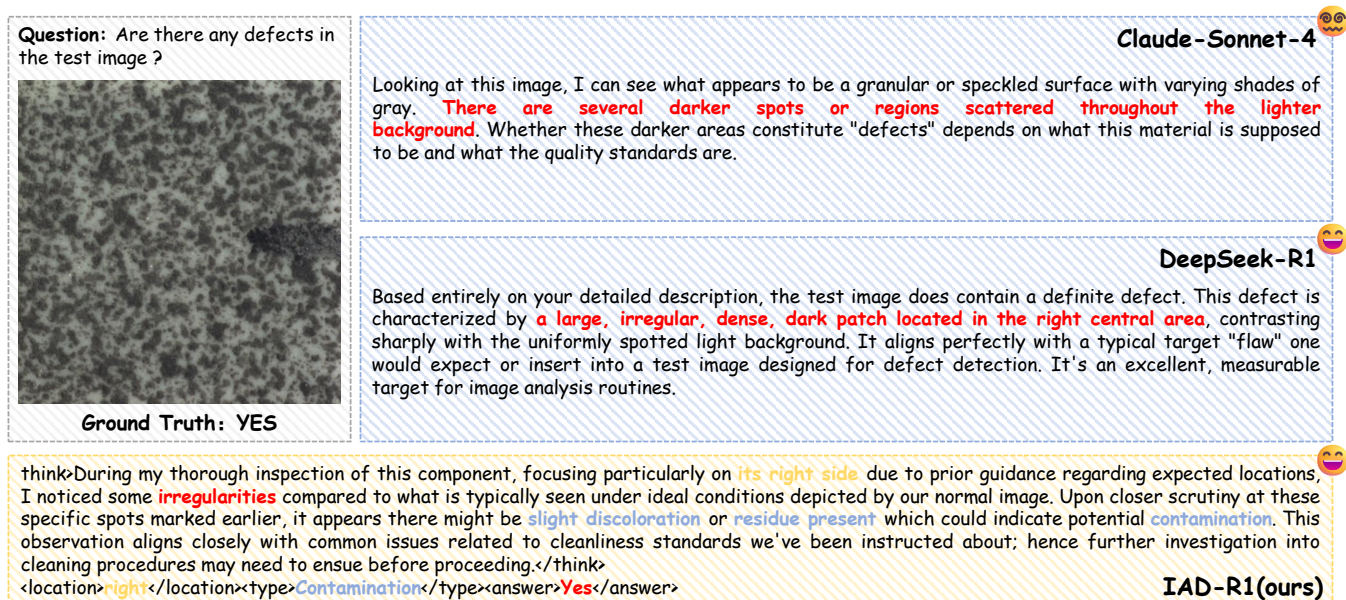 Question: Are there any defects in
the test image ?
Ground Truth: YES
Claude-Sonnet-4
Looking at this image, I can see what appears to be a granular or speckled surface with varying shades of
gray. There are several darker spots or regions scattered throughout the lighter
background. Whether these darker areas constitute "defects" depends on what this material is supposed
to be and what the quality standards are.
DeepSeek-R1
Based entirely on your detailed description, the test image does contain a definite defect. This defect is
characterized by a large, irregular, dense, dark patch located in the right central area, contrasting
sharply with the uniformly spotted light background. It aligns perfectly with a typical target "flaw" one
would expect or insert into a test image designed for defect detection. It's an excellent, measurable
target for image analysis routines.
think>During my thorough inspection of this component, focusing particularly on its right side due to prior guidance regarding expected locations,
I noticed some irregularities compared to what is typically seen under ideal conditions depicted by our normal image. Upon closer scrutiny at these
specific spots marked earlier, it appears there might be slight discoloration or residue present which could indicate potential contamination. This
observation aligns closely with common issues related to cleanliness standards we've been instructed about; hence further investigation into
cleaning procedures may need to ensue before proceeding.</think>
<location>right</location><type>Contamination</type><answer>Yes</answer>
IAD-R1(ours)